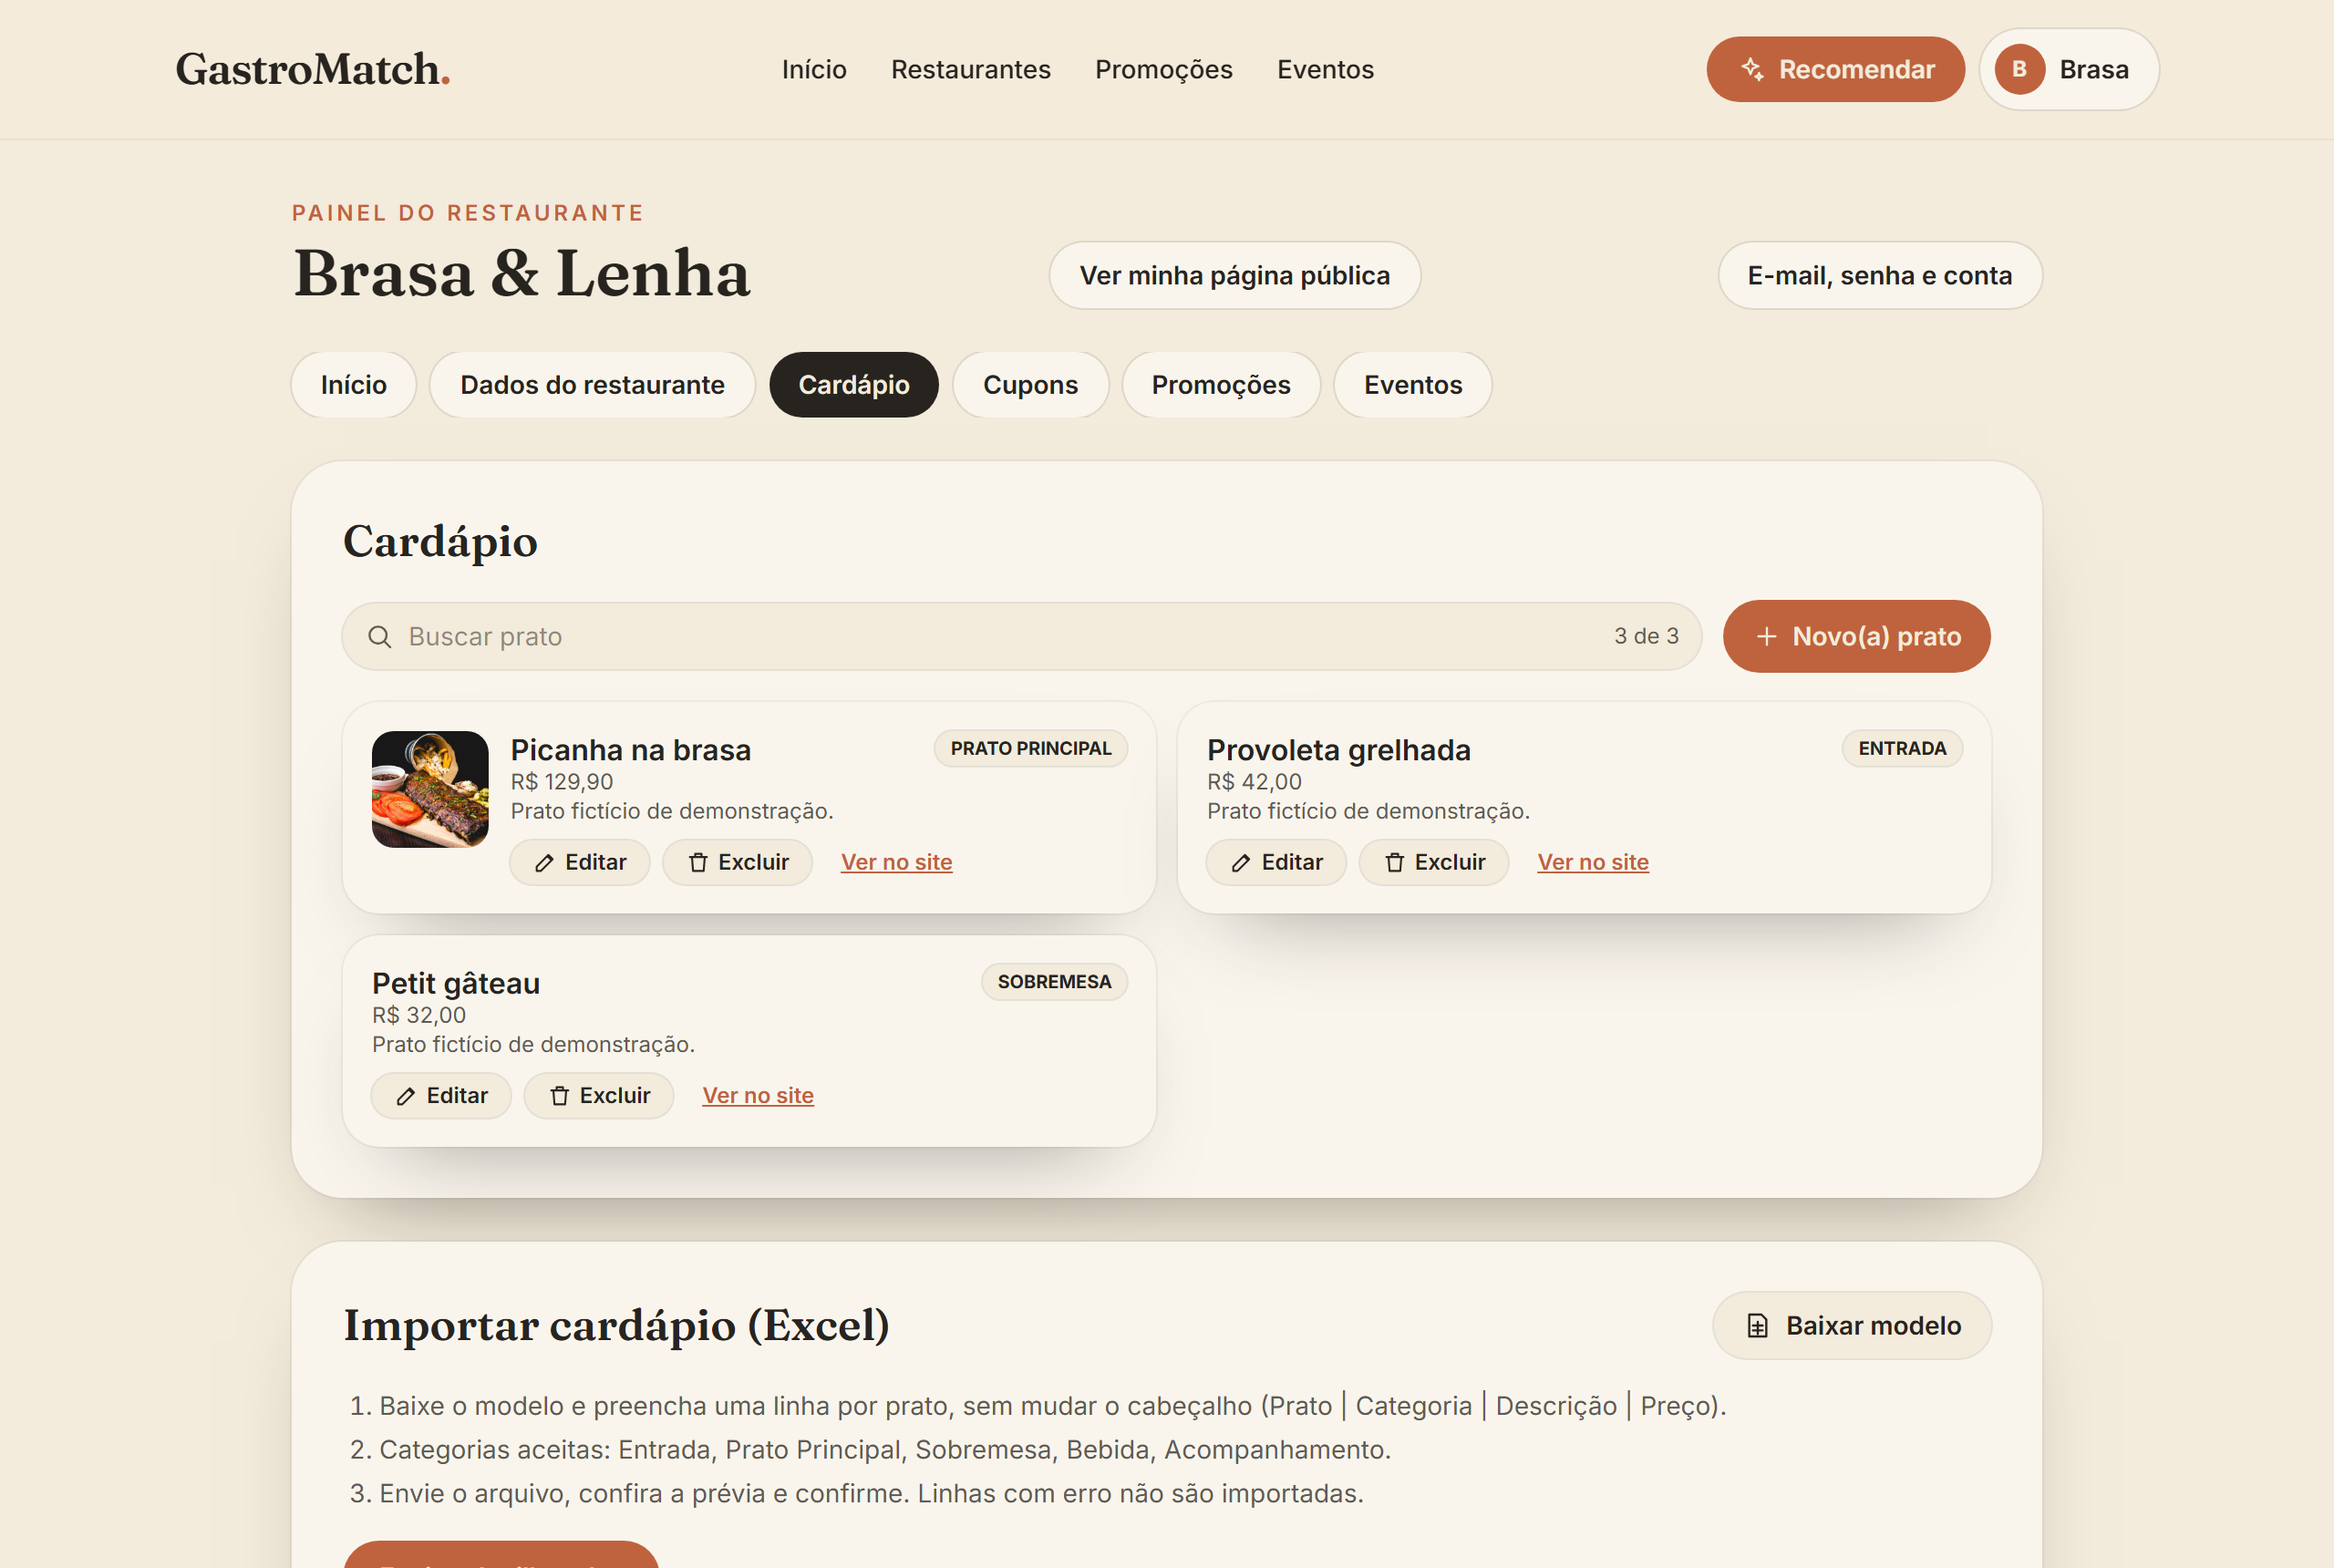 GastroMatch.
Início
Restaurantes
Promoções
Eventos
Recomendar
B
Brasa
PAINEL DO RESTAURANTE
Brasa & Lenha
Ver minha página pública
E-mail, senha e conta
Início
Dados do restaurante
Cardápio
Cupons
Promoções
Eventos
Cardápio
Buscar prato
3 de 3
Novo(a) prato
Picanha na brasa
PRATO PRINCIPAL
R$ 129,90
Prato fictício de demonstração.
Editar
Excluir
Ver no site
Provoleta grelhada
ENTRADA
R$ 42,00
Prato fictício de demonstração.
Editar
Excluir
Ver no site
Petit gâteau
SOBREMESA
R$ 32,00
Prato fictício de demonstração.
Editar
Excluir
Ver no site
Importar cardápio (Excel)
Baixar modelo
1. Baixe o modelo e preencha uma linha por prato, sem mudar o cabeçalho (Prato | Categoria | Descrição | Preço).
2. Categorias aceitas: Entrada, Prato Principal, Sobremesa, Bebida, Acompanhamento.
3. Envie o arquivo, confira a prévia e confirme. Linhas com erro não são importadas.